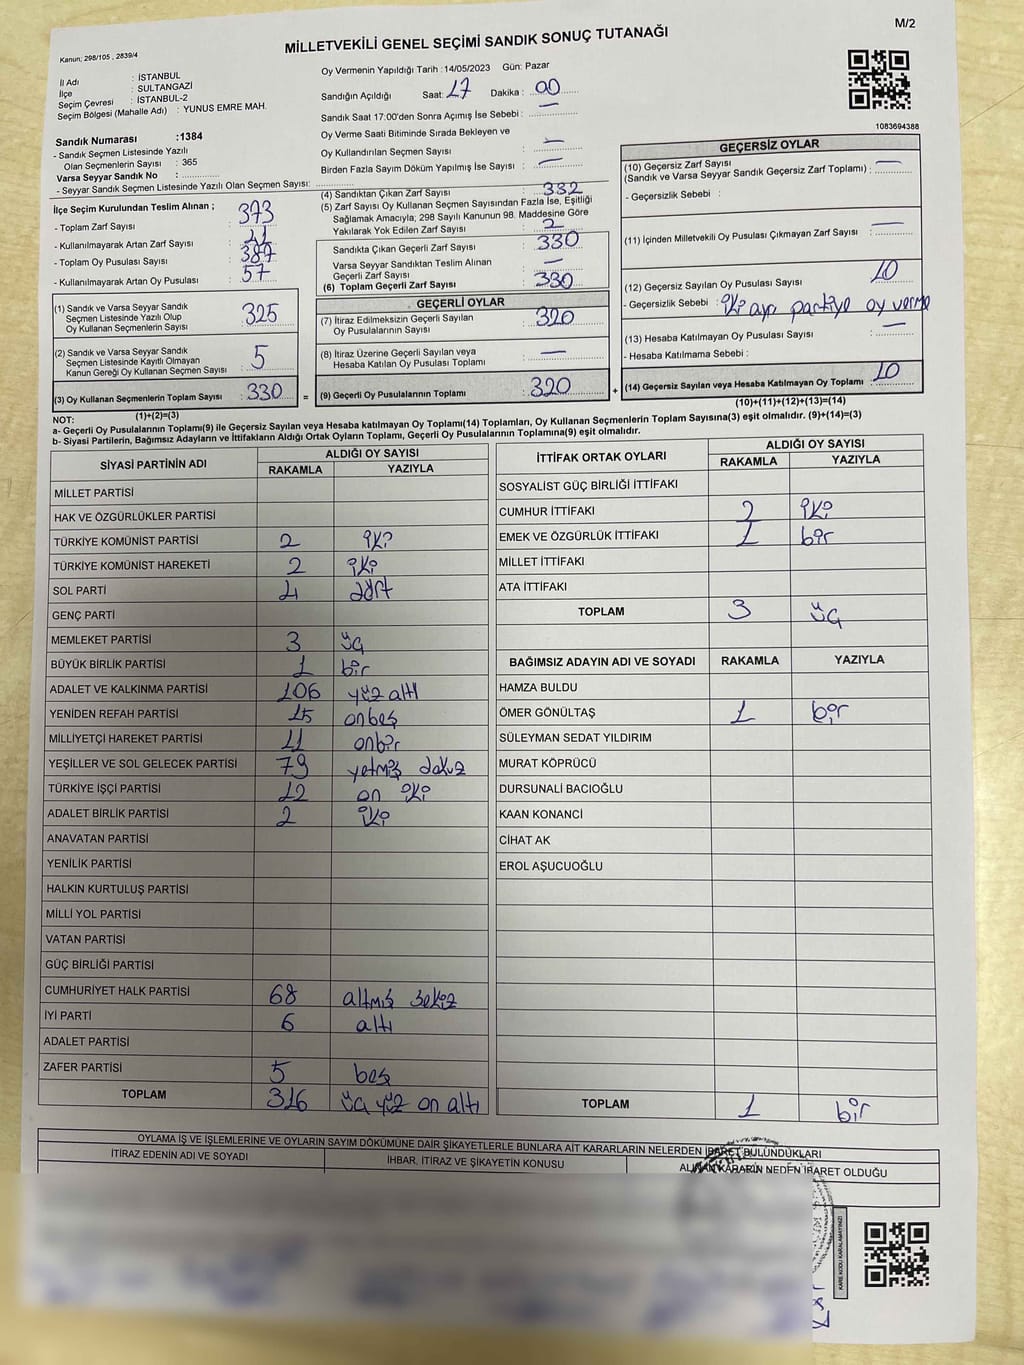 M/2
Kanun; 298/105 , 2839/4
MİLLETVEKİLİ GENEL SEÇİMİ SANDIK SONUÇ TUTANAĞI
İl Adı : İSTANBUL
İlçe : SULTANGAZİ
Seçim Çevresi : İSTANBUL-2
Seçim Bölgesi (Mahalle Adı) : YUNUS EMRE MAH.
Sandık Numarası :1384
- Sandık Seçmen Listesinde Yazılı
Olan Seçmenlerin Sayısı : 365
Varsa Seyyar Sandık No :
- Seyyar Seçmen Listesinde Yazılı Olan Seçmen Sayısı:
İlçe Seçim Kurulundan Teslim Alınan ;
- Toplam Zarf Sayısı : 373
- Kullanılmayarak Artan Zarf Sayısı : 41
- Toplam Oy Pusulası Sayısı : 387
- Kullanılmayarak Artan Oy Pusulası : 57
(1) Sandık ve Varsa Seyyar Sandık
Seçmen Listesinde Yazılı Olup
Oy Kullanan Seçmenlerin Sayısı : 325
(2) Sandık ve Varsa Seyyar Sandık
Seçmen Listesinde Kayıtlı Olmayan
Kanun Gereği Oy Kullanan Seçmen Sayısı : 5
(3) Oy Kullanan Seçmenlerin Toplam Sayısı : 330
(1)+(2)=(3)
Oy Vermenin Yapıldığı Tarih :14/05/2023 Gün: Pazar
Sandığın Açıldığı Saat: 17 Dakika : 00
Sandık Saat 17:00'den Sonra Açımış İse Sebebi : —
Oy Verme Saati Bitiminde Sırada Bekleyen ve
Oy Kullandırılan Seçmen Sayısı : —
Birden Fazla Sayım Döküm Yapılmış İse Sayısı : —
(4) Sandıktan Çıkan Zarf Sayısı : 332
(5) Zarf Sayısı Oy Kullanan Seçmen Sayısından Fazla İse, Eşitliği
Sağlamak Amacıyla; 298 Sayılı Kanunun 98. Maddesine Göre
Yakılarak Yok Edilen Zarf Sayısı : 2
Sandıkta Çıkan Geçerli Zarf Sayısı : 330
Varsa Seyyar Sandıktan Teslim Alınan
Geçerli Zarf Sayısı : —
(6) Toplam Geçerli Zarf Sayısı : 330
GEÇERLİ OYLAR
(7) İtiraz Edilmeksizin Geçerli Sayılan
Oy Pusulalarının Sayısı : 320
(8) İtiraz Üzerine Geçerli Sayılan veya
Hesaba Katılan Oy Pusulası Toplamı : —
= (9) Geçerli Oy Pusulalarının Toplamı : 320 +
1083694388
GEÇERSİZ OYLAR
(10) Geçersiz Zarf Sayısı
(Sandık ve Varsa Seyyar Sandık Geçersiz Zarf Toplamı) : —
- Geçersizlik Sebebi :
(11) İçinden Milletvekili Oy Pusulası Çıkmayan Zarf Sayısı : —
(12) Geçersiz Sayılan Oy Pusulası Sayısı : 10
- Geçersizlik Sebebi : iki ayrı partiye oy verme
(13) Hesaba Katılmayan Oy Pusulası Sayısı : —
- Hesaba Katılmama Sebebi :
(14) Geçersiz Sayılan veya Hesaba Katılmayan Oy Toplamı : 10
(10)+(11)+(12)+(13)=(14)
NOT:
a- Geçerli Oy Pusulalarının Toplamı(9) ile Geçersiz Sayılan veya Hesaba katılmayan Oy Toplamı(14) Toplamları, Oy Kullanan Seçmenlerin Toplam Sayısına(3) eşit olmalıdır. (9)+(14)=(3)
b- Siyasi Partilerin, Bağımsız Adayların ve İttifakların Aldığı Ortak Oyların Toplamı, Geçerli Oy Pusulalarının Toplamına(9) eşit olmalıdır.
SİYASİ PARTİNİN ADI ALDIĞI OY SAYISI
RAKAMLA YAZIYLA
MİLLET PARTİSİ
HAK VE ÖZGÜRLÜKLER PARTİSİ
TÜRKİYE KOMÜNİST PARTİSİ 2 iki
TÜRKİYE KOMÜNİST HAREKETİ 2 iki
SOL PARTİ 4 dört
GENÇ PARTİ
MEMLEKET PARTİSİ 3 üç
BÜYÜK BİRLİK PARTİSİ 1 bir
ADALET VE KALKINMA PARTİSİ 106 yüz altı
YENİDEN REFAH PARTİSİ 15 onbeş
MİLLİYETÇİ HAREKET PARTİSİ 11 onbir
YEŞİLLER VE SOL GELECEK PARTİSİ 79 yetmiş dokuz
TÜRKİYE İŞÇİ PARTİSİ 12 on iki
ADALET BİRLİK PARTİSİ 2 iki
ANAVATAN PARTİSİ
YENİLİK PARTİSİ
HALKIN KURTULUŞ PARTİSİ
MİLLİ YOL PARTİSİ
VATAN PARTİSİ
GÜÇ BİRLİĞİ PARTİSİ
CUMHURİYET HALK PARTİSİ 68 altmış sekiz
İYİ PARTİ 6 altı
ADALET PARTİSİ
ZAFER PARTİSİ 5 beş
TOPLAM 316 üç yüz on altı
İTTİFAK ORTAK OYLARI ALDIĞI OY SAYISI
RAKAMLA YAZIYLA
SOSYALİST GÜÇ BİRLİĞİ İTTİFAKI
CUMHUR İTTİFAKI 2 iki
EMEK VE ÖZGÜRLÜK İTTİFAKI 1 bir
MİLLET İTTİFAKI
ATA İTTİFAKI
TOPLAM 3 üç
BAĞIMSIZ ADAYIN ADI VE SOYADI RAKAMLA YAZIYLA
HAMZA BULDU
ÖMER GÖNÜLTAŞ 1 bir
SÜLEYMAN SEDAT YILDIRIM
MURAT KÖPRÜCÜ
DURSUNALİ BACIOĞLU
KAAN KONANCİ
CİHAT AK
EROL AŞUCUOĞLU
TOPLAM 1 bir
OYLAMA İŞ VE İŞLEMLERİNE VE OYLARIN SAYIM DÖKÜMUNE DAİR ŞİKAYETLERLE BUNLARA AİT KARARLARIN NELERDEN İBARET BULUNDUKLARI
İTİRAZ EDENİN ADI VE SOYADI İHBAR, İTİRAZ VE ŞİKAYETİN KONUSU ALINAN KARARIN NEDEN İBARET OLDUĞU
KARE KODU KARALAMAYINIZ!